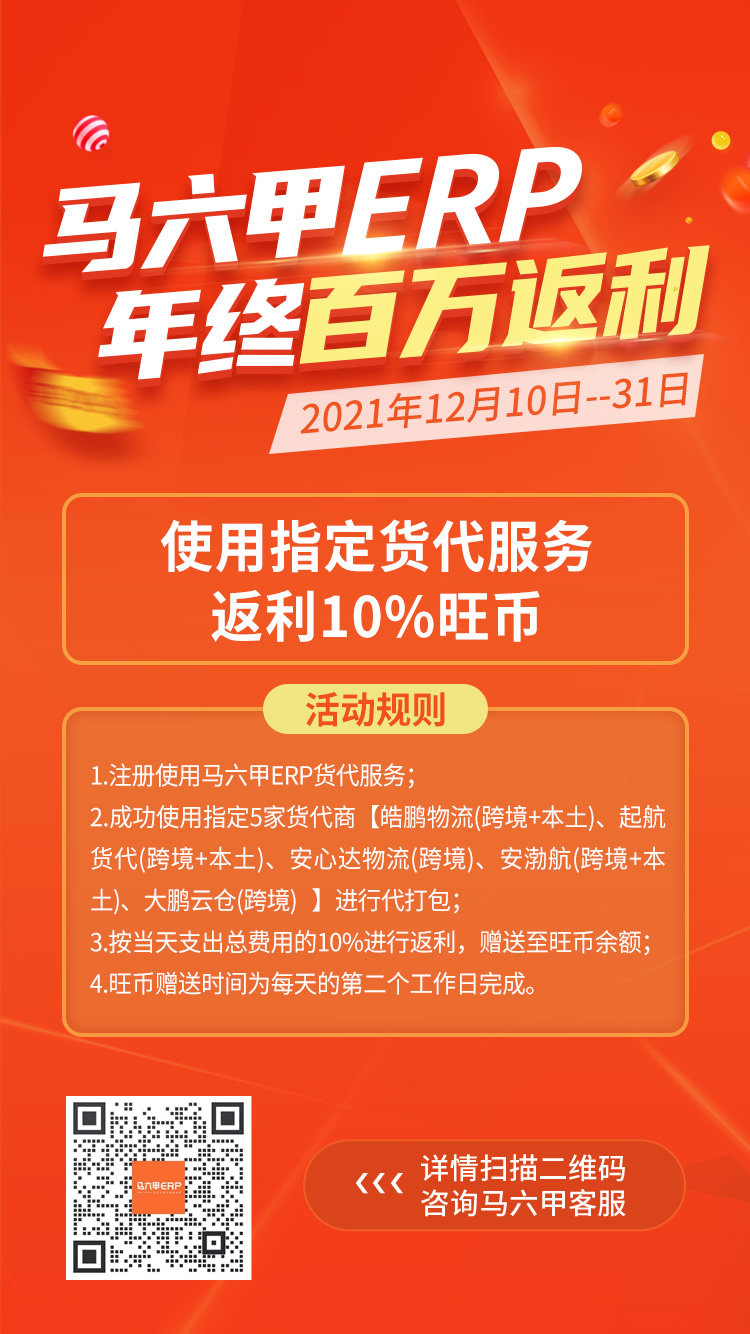 马六甲ERP
年终百万返利
2021年12月10日--31日
使用指定货代服务
返利10%旺币
活动规则
1.注册使用马六甲ERP货代服务；
2.成功使用指定5家货代商【皓鹏物流(跨境+本土)、起航
货代(跨境+本土)、安心达物流(跨境)、安渤航(跨境+本
土)、大鹏云仓(跨境) 】进行代打包；
3.按当天支出总费用的10%进行返利，赠送至旺币余额；
4.旺币赠送时间为每天的第二个工作日完成。
马六甲ERP
详情扫描二维码
咨询马六甲客服